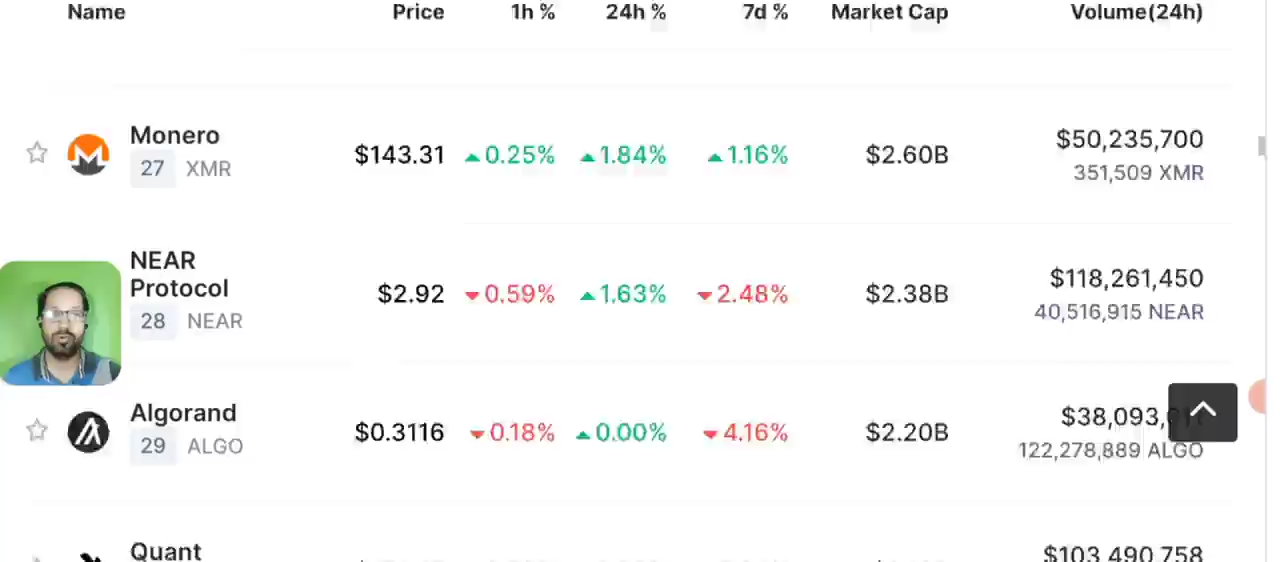 Name Price 1h % 24h % 7d % Market Cap Volume(24h)
Monero
27 XMR
$143.31 0.25% 1.84% 1.16% $2.60B
$50,235,700
351,509 XMR
NEAR
Protocol
28 NEAR
$2.92 0.59% 1.63% 2.48% $2.38B
$118,261,450
40,516,915 NEAR
Algorand
29 ALGO
$0.3116 0.18% 0.00% 4.16% $2.20B
$38,093,
122,278,889 ALGO
Quant
$103,490,758